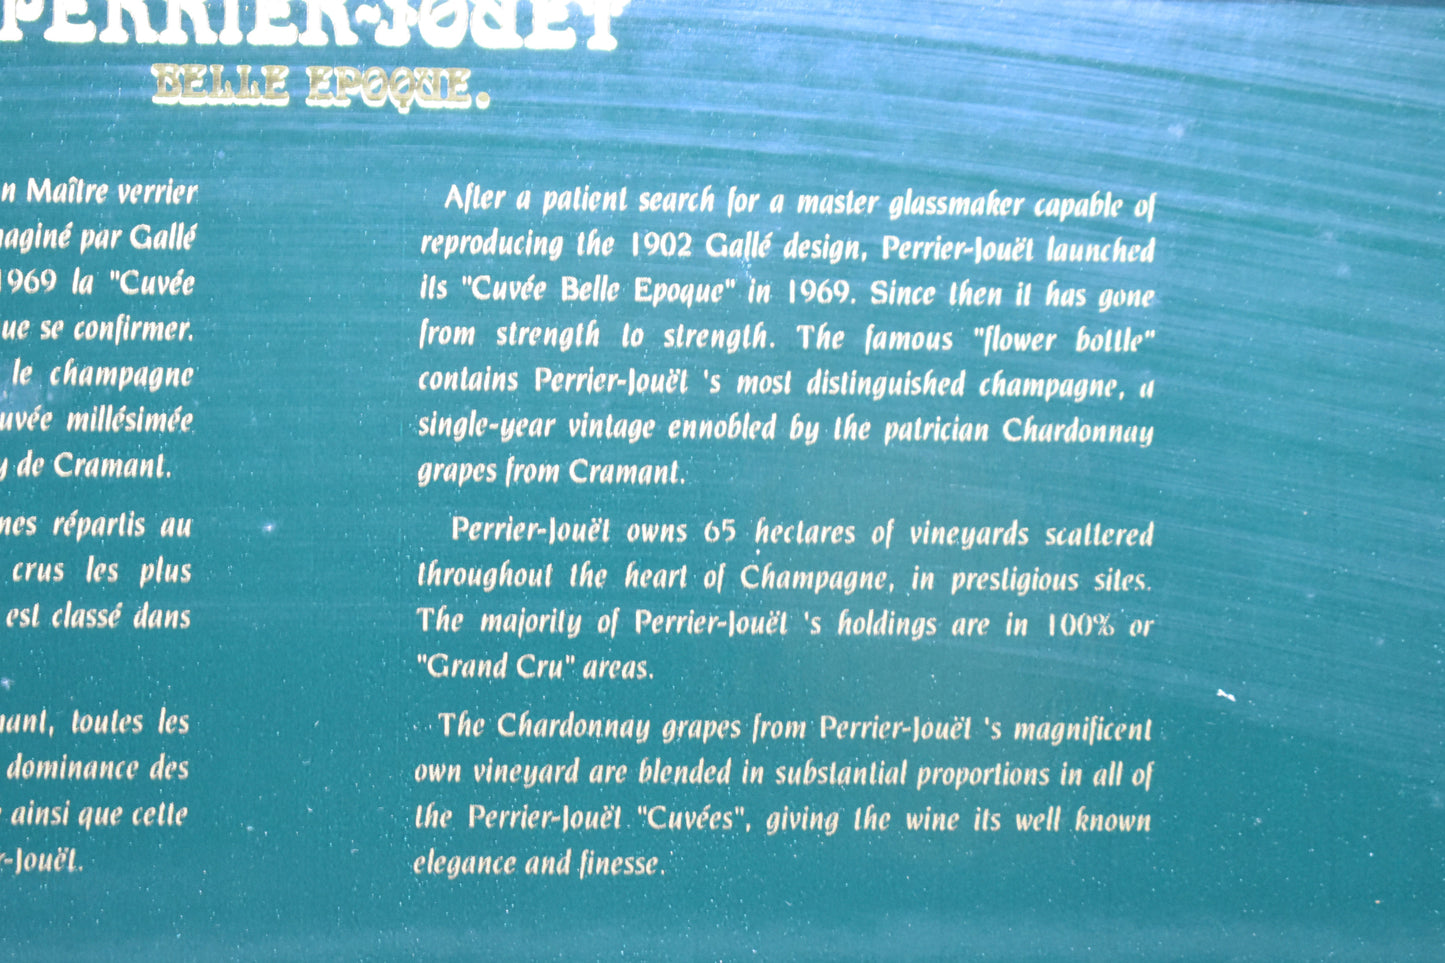 PERRIER-JOUËT
BELLE EPOQUE.
n Maître verrier
naginé par Gallé
1969 la "Cuvée
ue se confirmer.
le champagne
uvée millésimée
y de Cramant.
nes répartis au
crus les plus
est classé dans
nant, toutes les
dominance des
ainsi que cette
r-Jouët.
After a patient search for a master glassmaker capable of
reproducing the 1902 Gallé design, Perrier-Jouët launched
its "Cuvée Belle Epoque" in 1969. Since then it has gone
from strength to strength. The famous "flower bottle"
contains Perrier-Jouët 's most distinguished champagne, a
single-year vintage ennobled by the patrician Chardonnay
grapes from Cramant.
Perrier-Jouët owns 65 hectares of vineyards scattered
throughout the heart of Champagne, in prestigious sites.
The majority of Perrier-Jouët 's holdings are in 100% or
"Grand Cru" areas.
The Chardonnay grapes from Perrier-Jouët 's magnificent
own vineyard are blended in substantial proportions in all of
the Perrier-Jouët "Cuvées", giving the wine its well known
elegance and finesse.